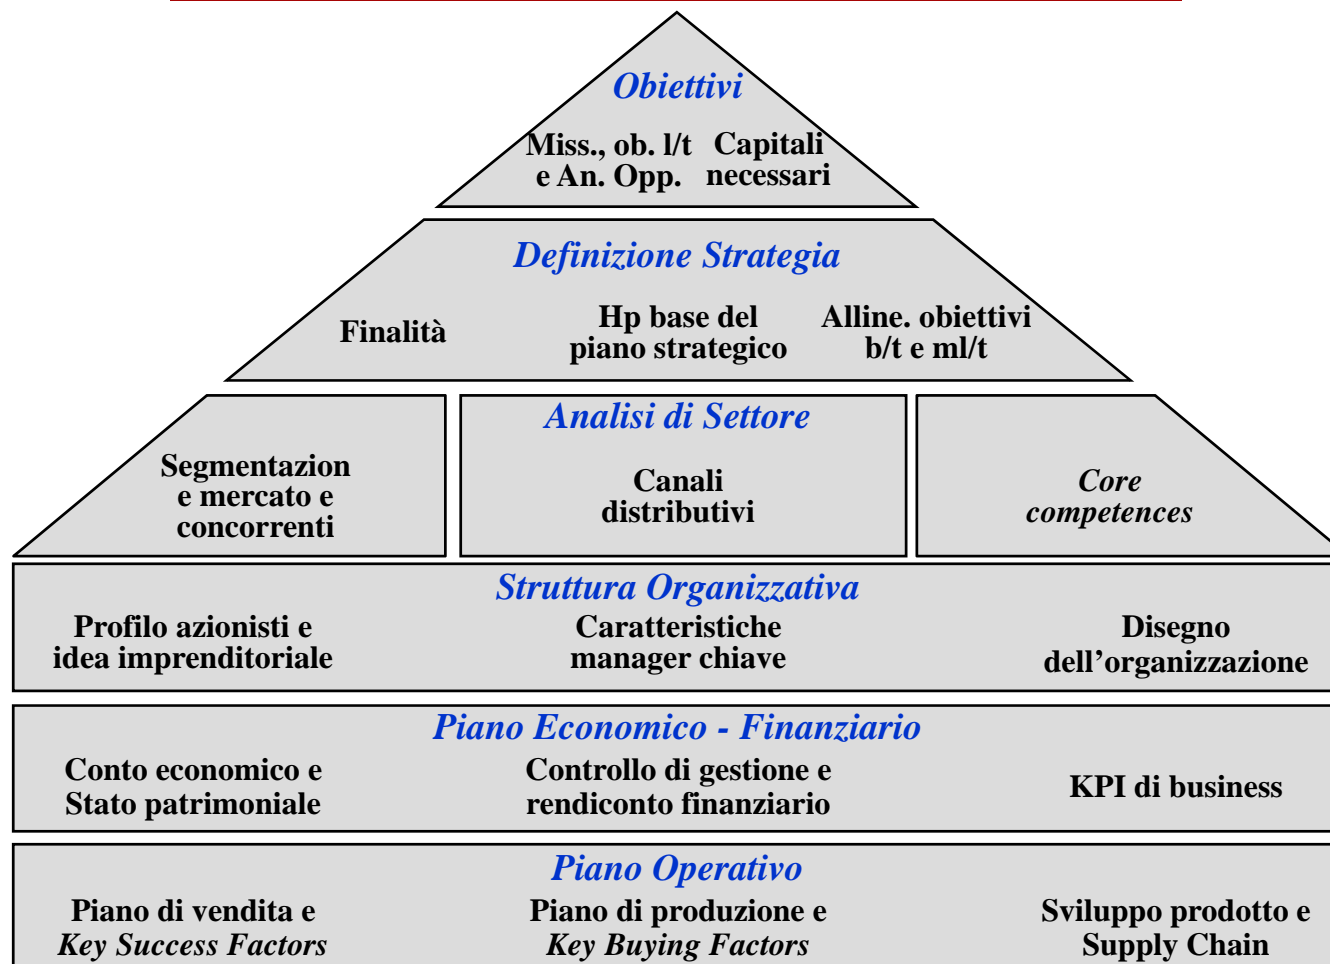 Obiettivi
Miss., ob. l/t
e An. Opp.
Capitali
necessari
Definizione Strategia
Finalità
Hp base del
piano strategico
Alline. obiettivi
b/t e ml/t
Analisi di Settore
Segmentazion
e mercato e
concorrenti
Canali
distributivi
Core
competences
Struttura Organizzativa
Profilo azionisti e
idea imprenditoriale
Caratteristiche
manager chiave
Disegno
dell’organizzazione
Piano Economico - Finanziario
Conto economico e
Stato patrimoniale
Controllo di gestione e
rendiconto finanziario
KPI di business
Piano Operativo
Piano di vendita e
Key Success Factors
Piano di produzione e
Key Buying Factors
Sviluppo prodotto e
Supply Chain